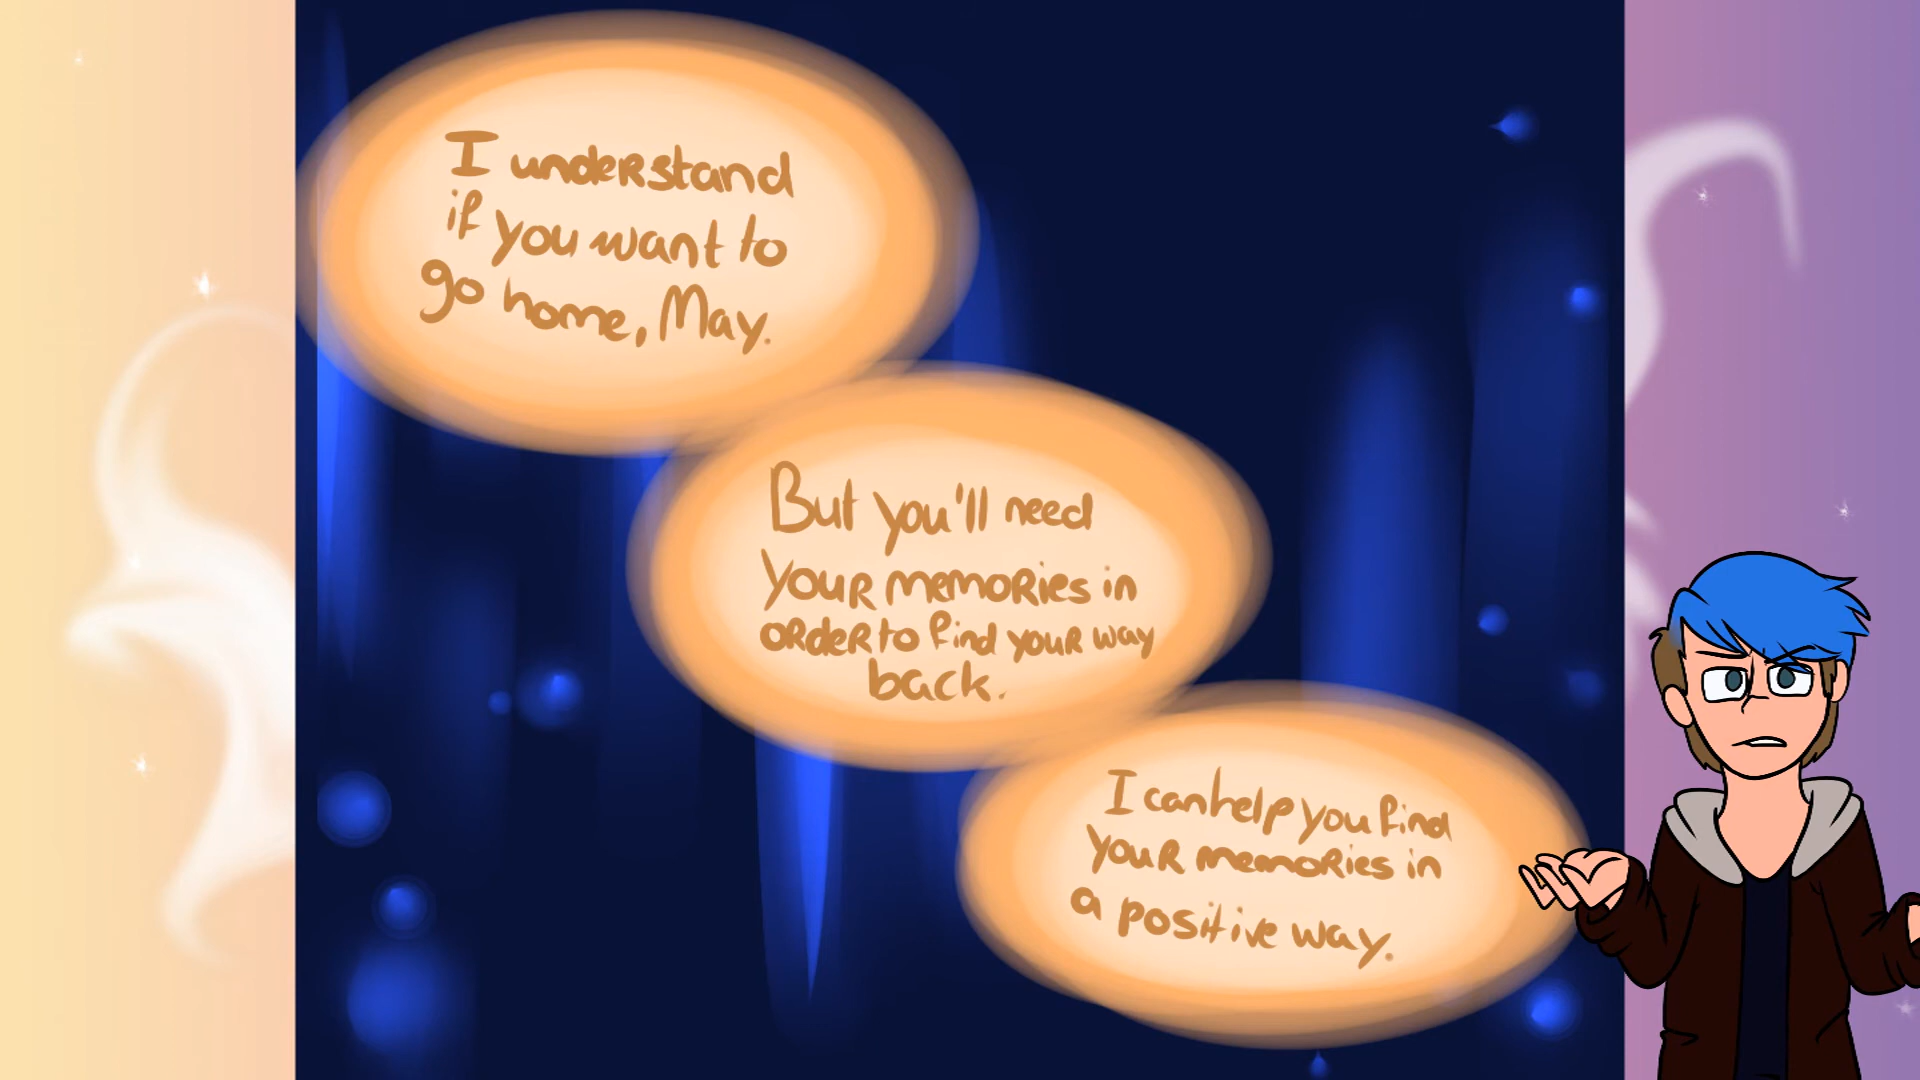 I understand
if you want to
go home, May.
But you'll need
your memories in
order to find your way
back.
I can help you find
your memories in
a positive way.